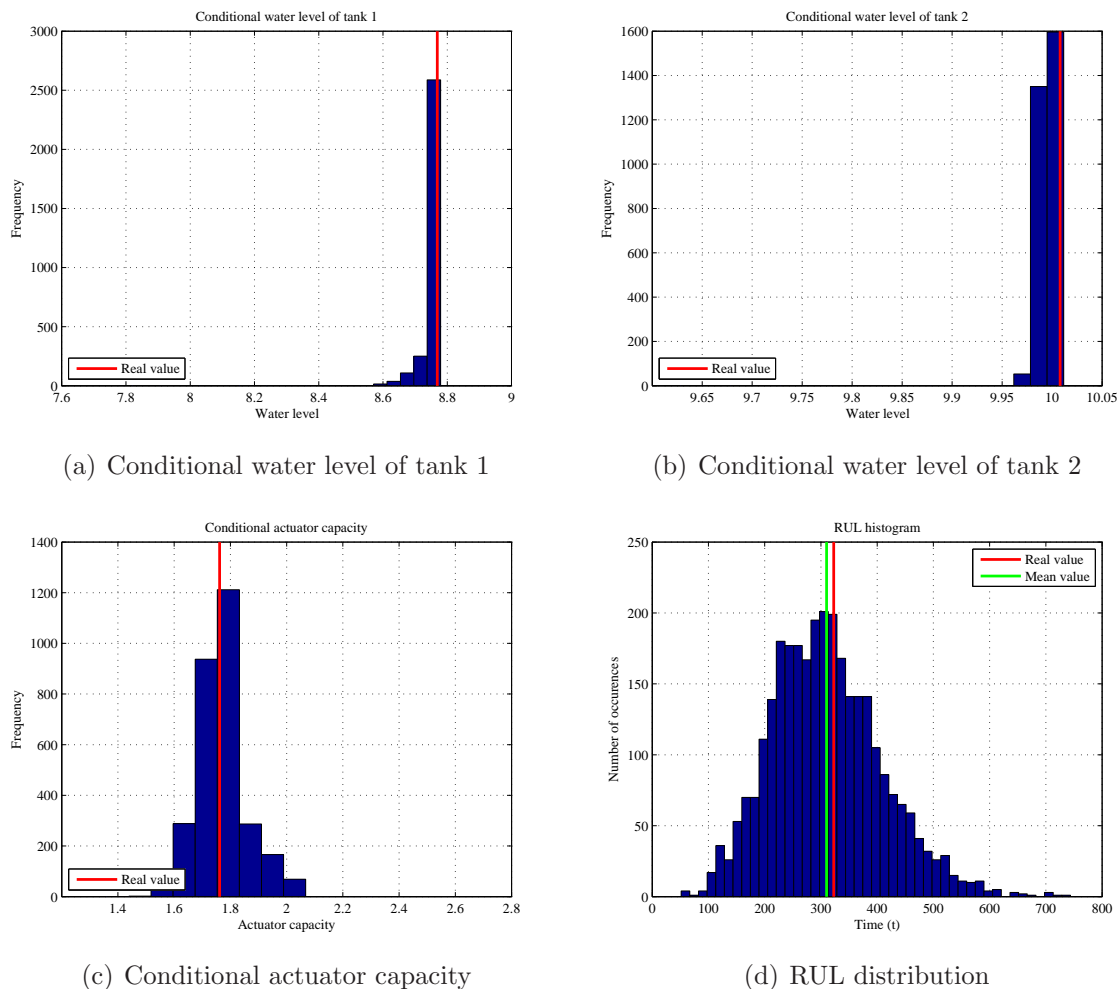 Conditional water level of tank 1
3000
2500
2000
1500
1000
500
0
Frequency
Real value
7.6 7.8 8 8.2 8.4 8.6 8.8 9
Water level
(a) Conditional water level of tank 1
Conditional water level of tank 2
1600
1400
1200
1000
800
600
400
200
0
Frequency
Real value
9.65 9.7 9.75 9.8 9.85 9.9 9.95 10 10.05
Water level
(b) Conditional water level of tank 2
Conditional actuator capacity
1400
1200
1000
800
600
400
200
0
Frequency
Real value
1.4 1.6 1.8 2 2.2 2.4 2.6 2.8
Actuator capacity
(c) Conditional actuator capacity
RUL histogram
250
200
150
100
50
0
Number of occurences
Real value
Mean value
0 100 200 300 400 500 600 700 800
Time (t)
(d) RUL distribution